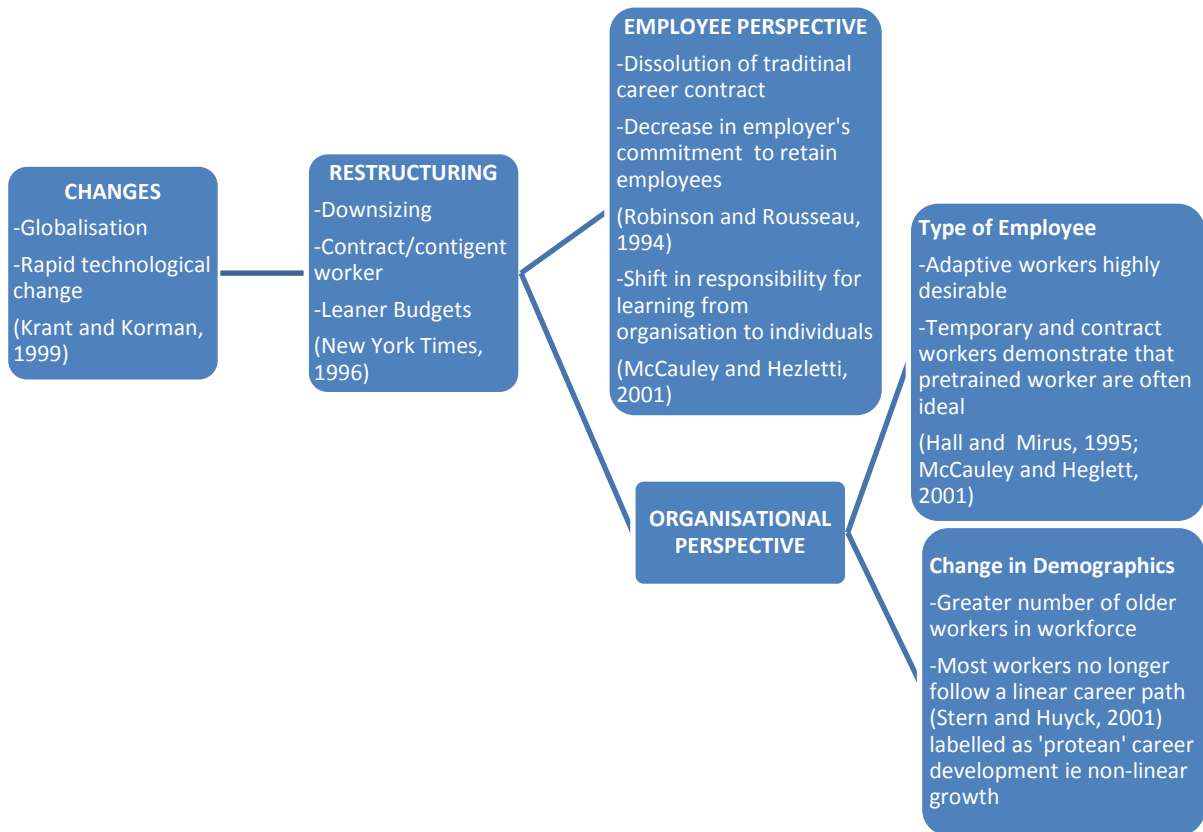 CHANGES
-Globalisation
-Rapid technological
change
(Krant and Korman,
1999)
RESTRUCTURING
-Downsizing
-Contract/contigent
worker
-Leaner Budgets
(New York Times,
1996)
EMPLOYEE PERSPECTIVE
-Dissolution of traditinal
career contract
-Decrease in employer's
commitment  to retain
employees
(Robinson and Rousseau,
1994)
-Shift in responsibility for
learning from
organisation to individuals
(McCauley and Hezletti,
2001)
ORGANISATIONAL
PERSPECTIVE
Type of Employee
-Adaptive workers highly
desirable
-Temporary and contract
workers demonstrate that
pretrained worker are often
ideal
(Hall and  Mirus, 1995;
McCauley and Heglett,
2001)
Change in Demographics
-Greater number of older
workers in workforce
-Most workers no longer
follow a linear career path
(Stern and Huyck, 2001)
labelled as 'protean' career
development ie non-linear
growth